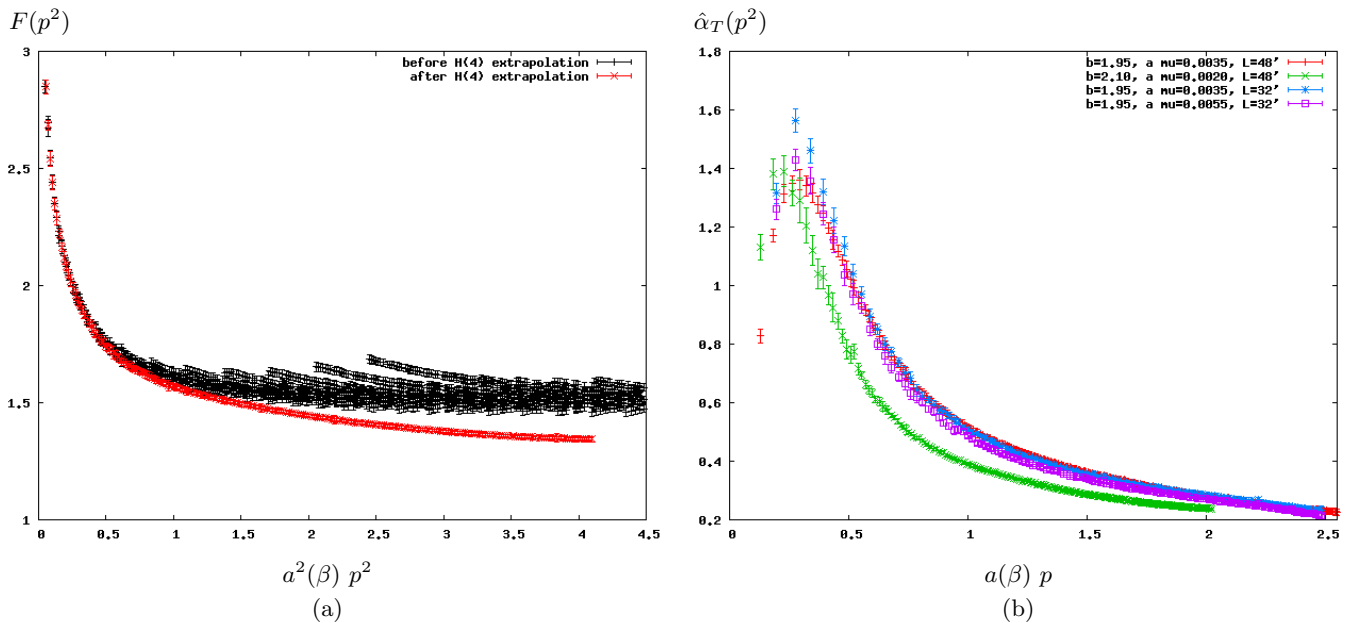 F(p²)
3
2.5
2
1.5
1
before H(4) extrapolation
after H(4) extrapolation
0 0.5 1 1.5 2 2.5 3 3.5 4 4.5
a²(β) p²
(a)
α̂_T(p²)
1.8
1.6
1.4
1.2
1
0.8
0.6
0.4
0.2
b=1.95, a mu=0.0035, L=48'
b=2.10, a mu=0.0020, L=48'
b=1.95, a mu=0.0035, L=32'
b=1.95, a mu=0.0055, L=32'
0 0.5 1 1.5 2 2.5
a(β) p
(b)